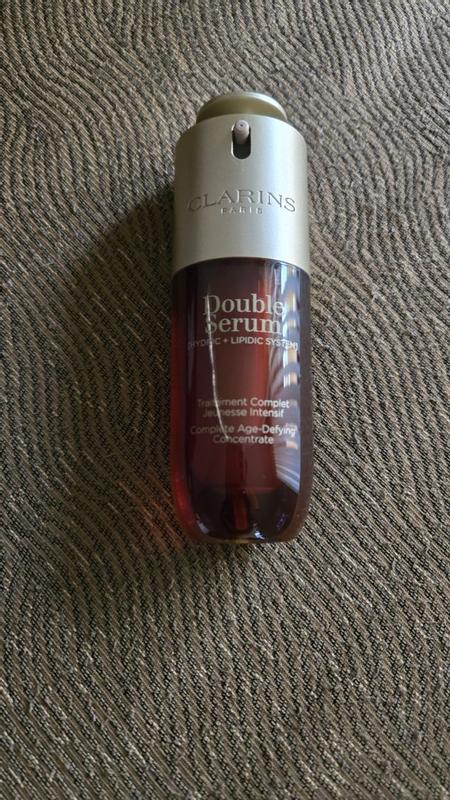 CLARINS
PARIS
Double
Serum
[HYDRIC + LIPIDIC SYSTEM]
Traitement Complet
Jeunesse Intensif
Complete Age-Defying
Concentrate